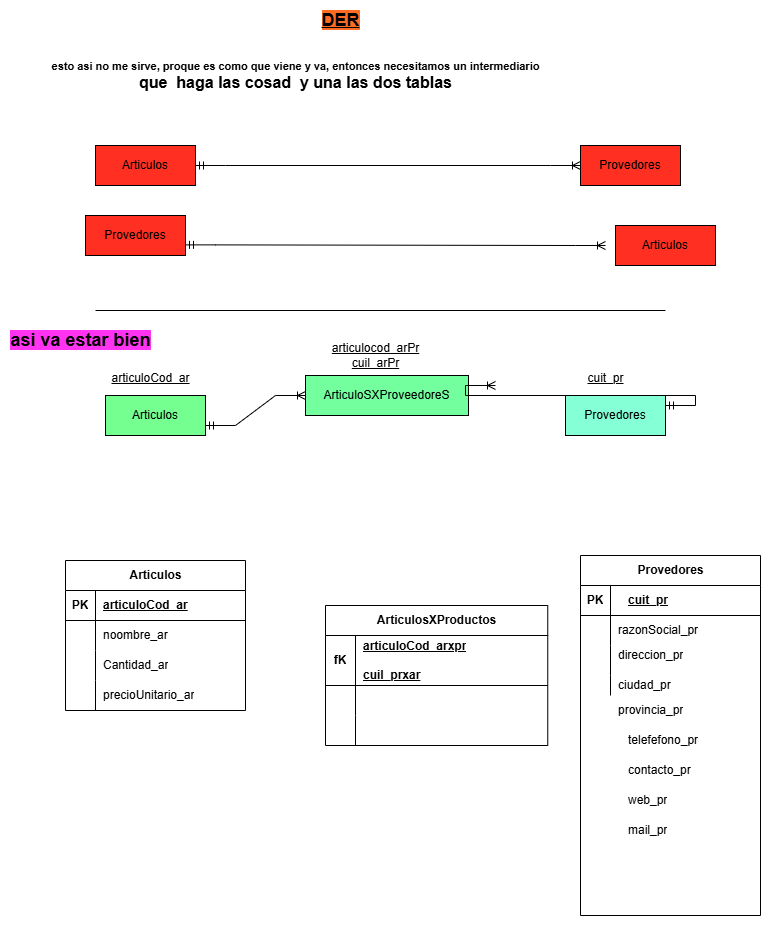 DER
esto asi no me sirve, proque es como que viene y va, entonces necesitamos un intermediario
que haga las cosad y una las dos tablas
Articulos
Provedores
Provedores
Articulos
asi va estar bien
articulocod_arPr
cuil_arPr
articuloCod_ar
cuit_pr
Articulos
ArticuloSXProveedoreS
Provedores
Articulos
PK
articuloCod_ar
noombre_ar
Cantidad_ar
precioUnitario_ar
ArticulosXProductos
fK
articuloCod_arxpr
cuil_prxar
Provedores
PK
cuit_pr
razonSocial_pr
direccion_pr
ciudad_pr
provincia_pr
telefefono_pr
contacto_pr
web_pr
mail_pr